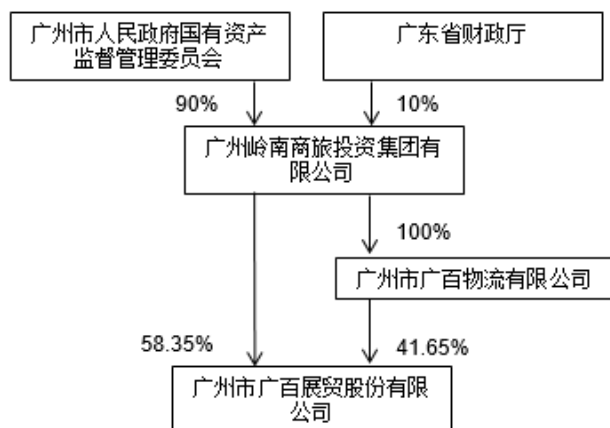 广州市人民政府国有资产
监督管理委员会
广东省财政厅
90%
10%
广州岭南商旅投资集团有
限公司
100%
广州市广百物流有限公司
58.35%
41.65%
广州市广百展贸股份有限
公司